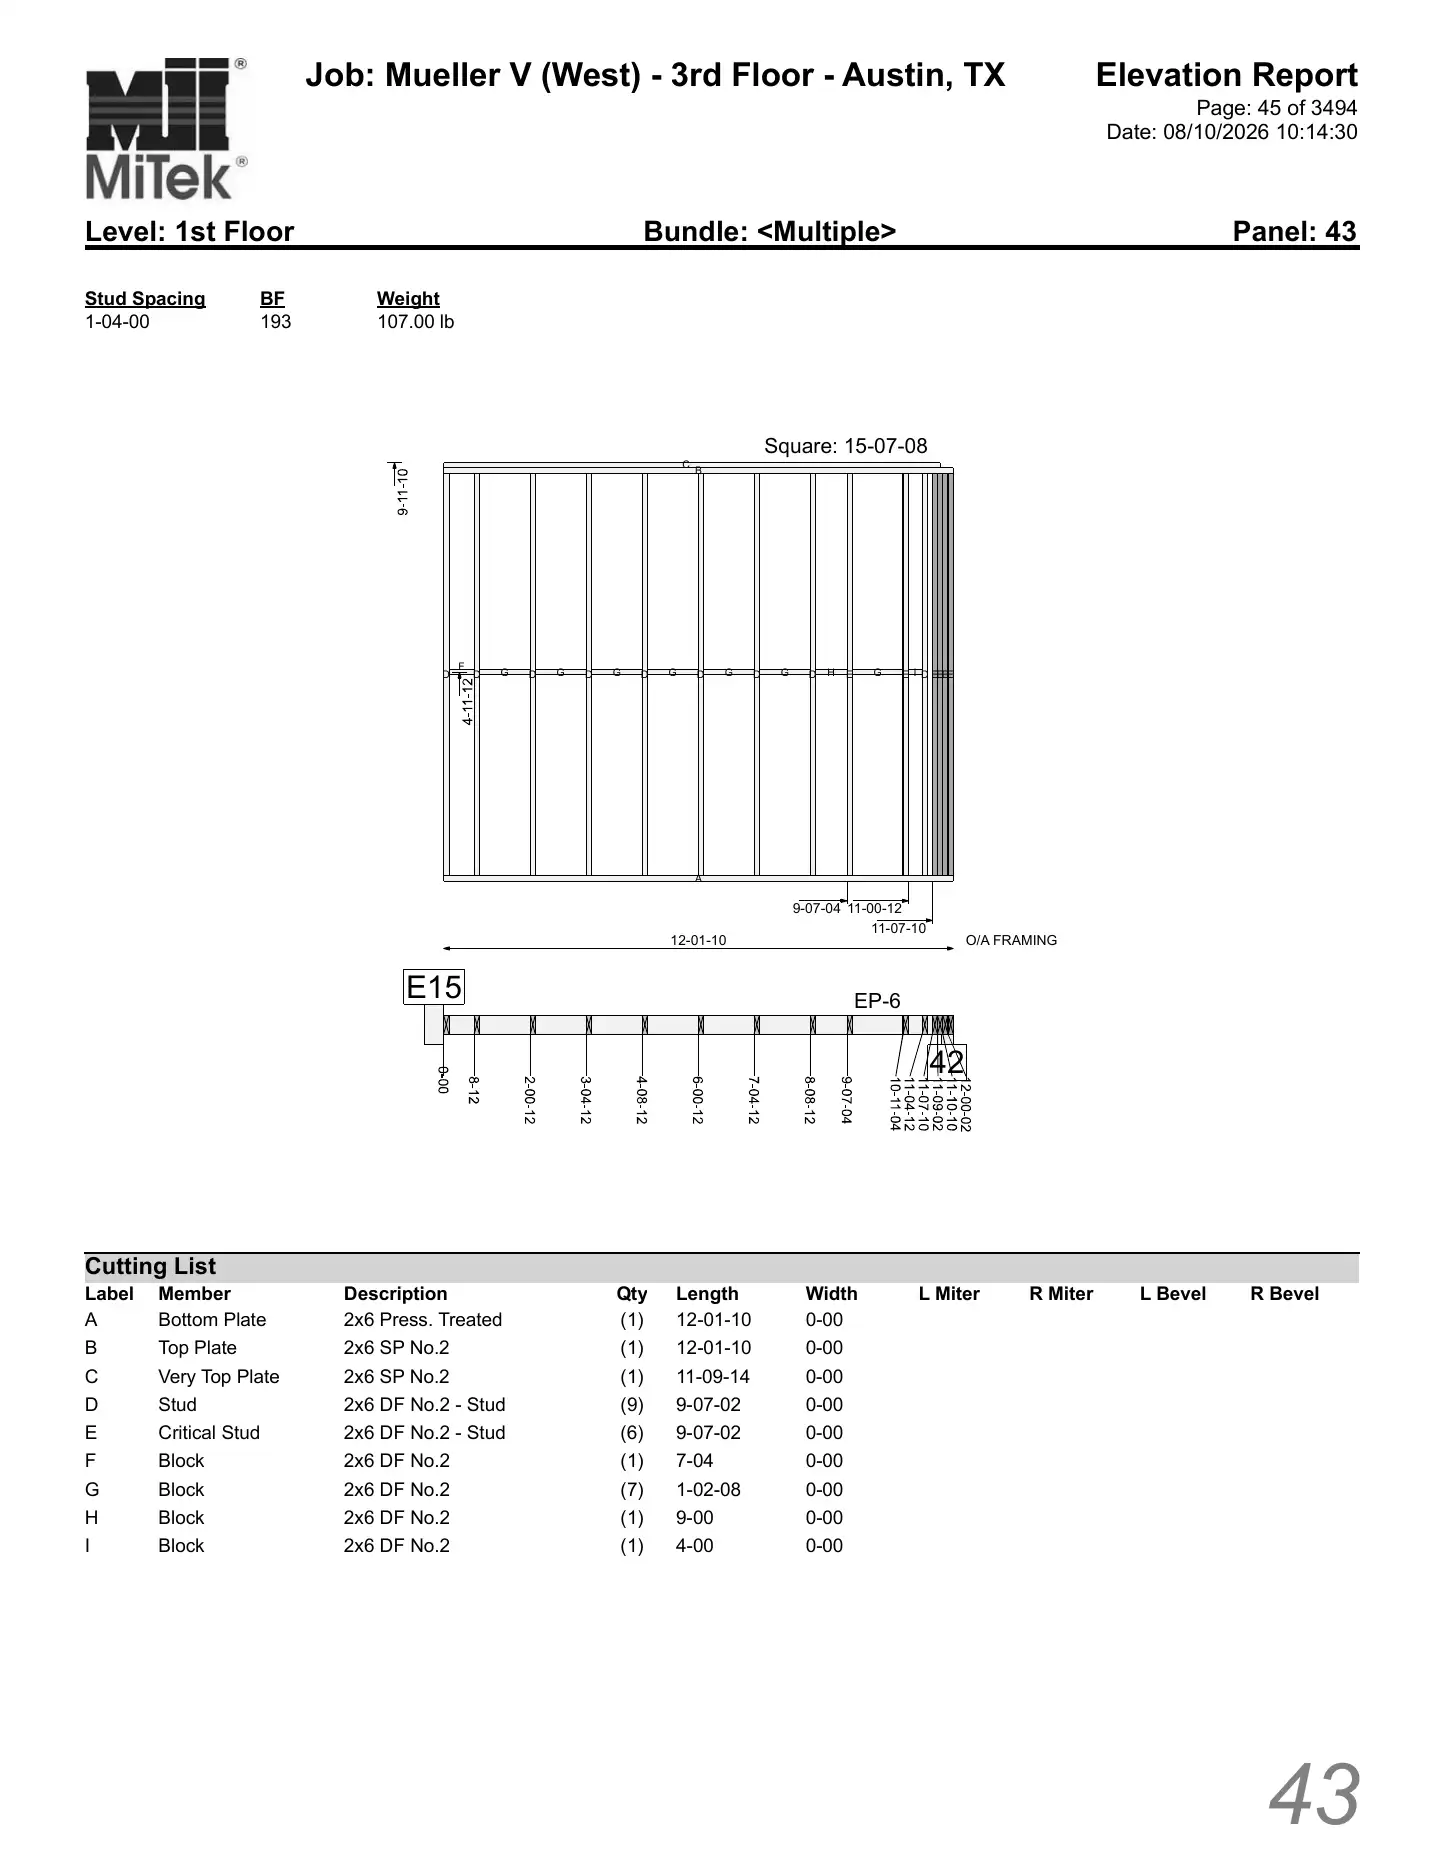 Job: Mueller V (West) - 3rd Floor - Austin, TX
Elevation Report
Page: 45 of 3494
Date: 08/10/2026 10:14:30
MiTek®
Level: 1st Floor Bundle: <Multiple> Panel: 43
Stud Spacing BF Weight
1-04-00 193 107.00 lb
Square: 15-07-08
C
B
9-11-10
F G G G G G G H G I
4-11-12
A
9-07-04 11-00-12
11-07-10
12-01-10 O/A FRAMING
E15
EP-6
42
0-00 8-12 2-00-12 3-04-12 4-08-12 6-00-12 7-04-12 8-08-12 9-07-04 10-11-04 11-04-12 11-07-10 11-09-02 11-10-10 12-00-02
Cutting List
Label Member Description Qty Length Width L Miter R Miter L Bevel R Bevel
A Bottom Plate 2x6 Press. Treated (1) 12-01-10 0-00
B Top Plate 2x6 SP No.2 (1) 12-01-10 0-00
C Very Top Plate 2x6 SP No.2 (1) 11-09-14 0-00
D Stud 2x6 DF No.2 - Stud (9) 9-07-02 0-00
E Critical Stud 2x6 DF No.2 - Stud (6) 9-07-02 0-00
F Block 2x6 DF No.2 (1) 7-04 0-00
G Block 2x6 DF No.2 (7) 1-02-08 0-00
H Block 2x6 DF No.2 (1) 9-00 0-00
I Block 2x6 DF No.2 (1) 4-00 0-00
43